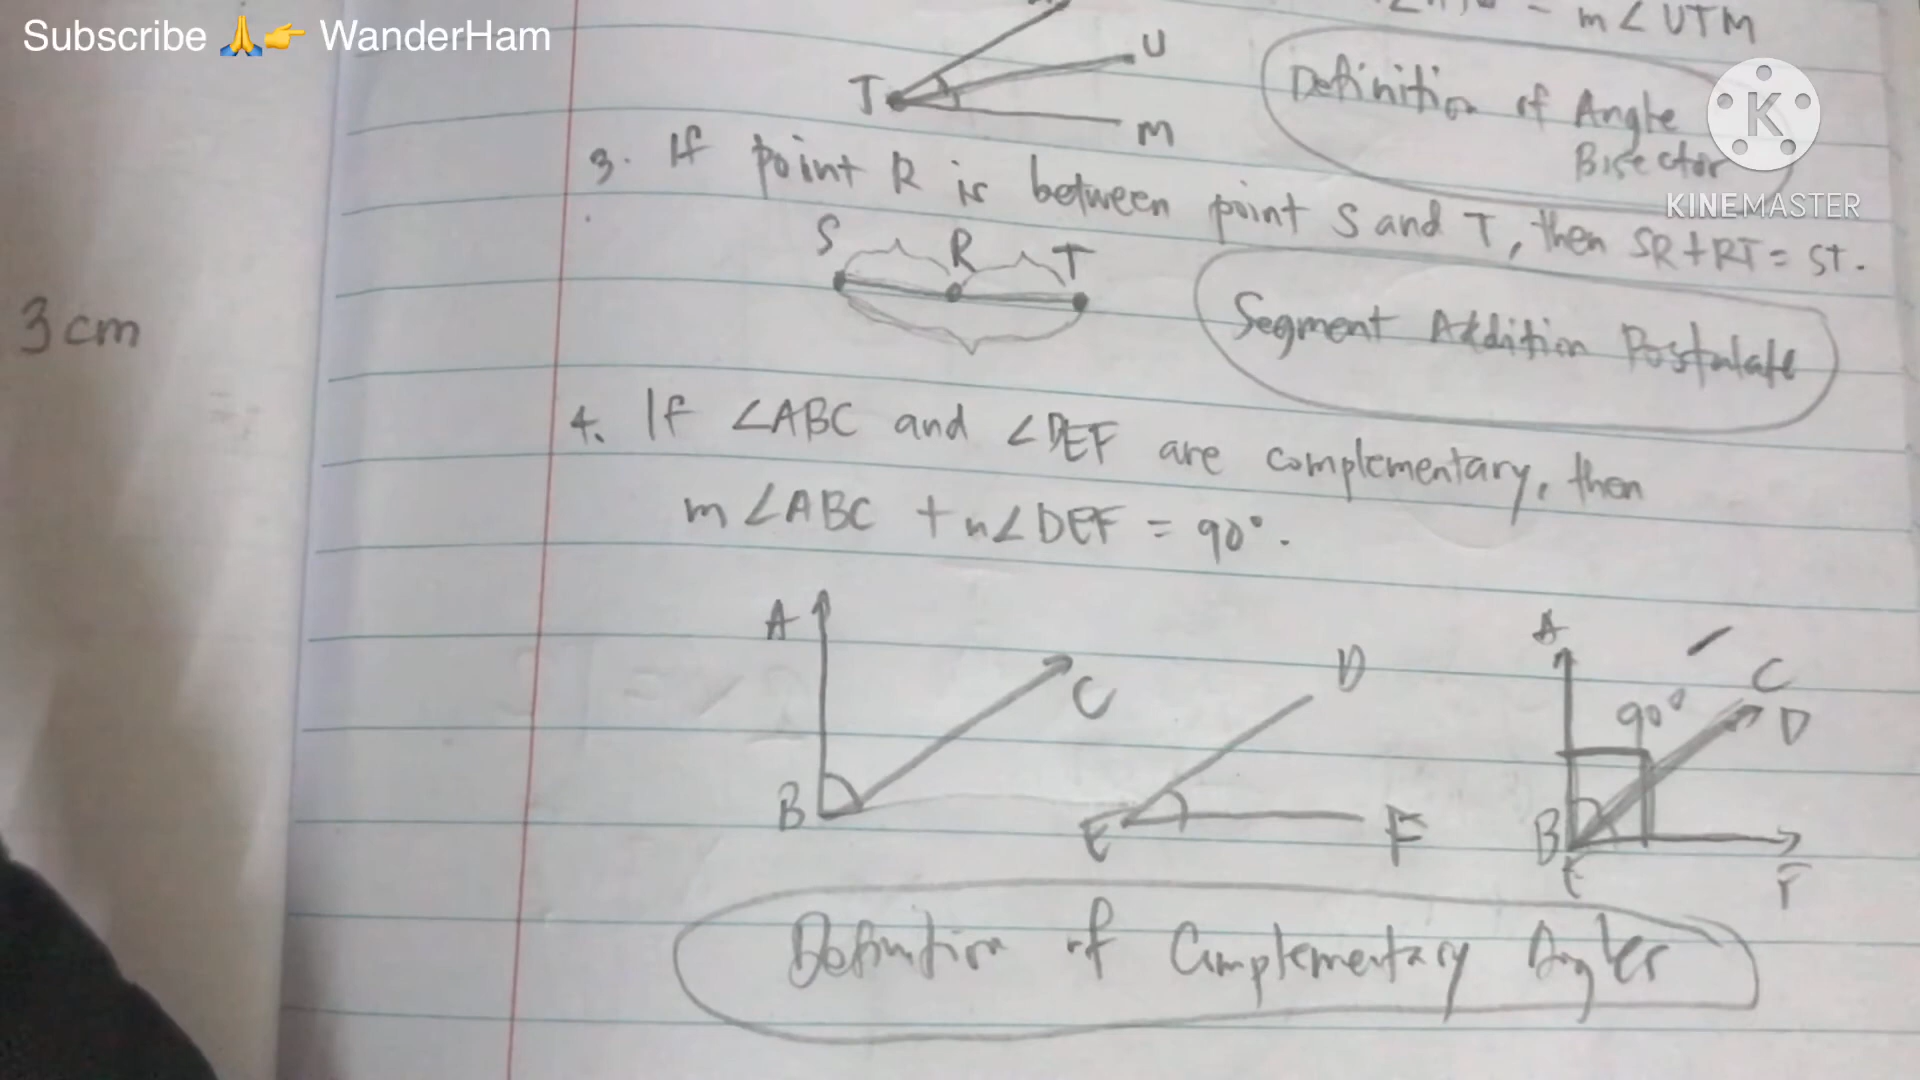 Subscribe 🙏👉 WanderHam
m∠UTM
U
T
M
Definition of Angle
Bisector
K
KINEMASTER
3. If point R is between point S and T, then SR+RT = ST.
S R T
Segment Addition Postulate
3 cm
4. If ∠ABC and ∠DEF are complementary, then
m∠ABC + m∠DEF = 90°.
A
C
B
D
E
F
A
90°
C
D
B
E
F
Definition of Complementary Angles